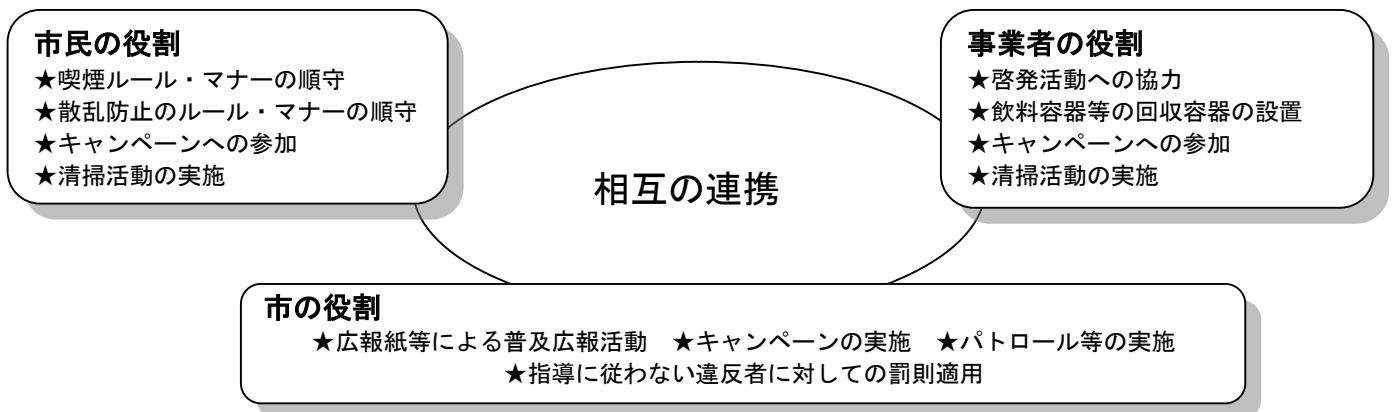 市民の役割
★喫煙ルール・マナーの順守
★散乱防止のルール・マナーの順守
★キャンペーンへの参加
★清掃活動の実施
事業者の役割
★啓発活動への協力
★飲料容器等の回収容器の設置
★キャンペーンへの参加
★清掃活動の実施
相互の連携
市の役割
★広報紙等による普及広報活動　★キャンペーンの実施　★パトロール等の実施
★指導に従わない違反者に対しての罰則適用